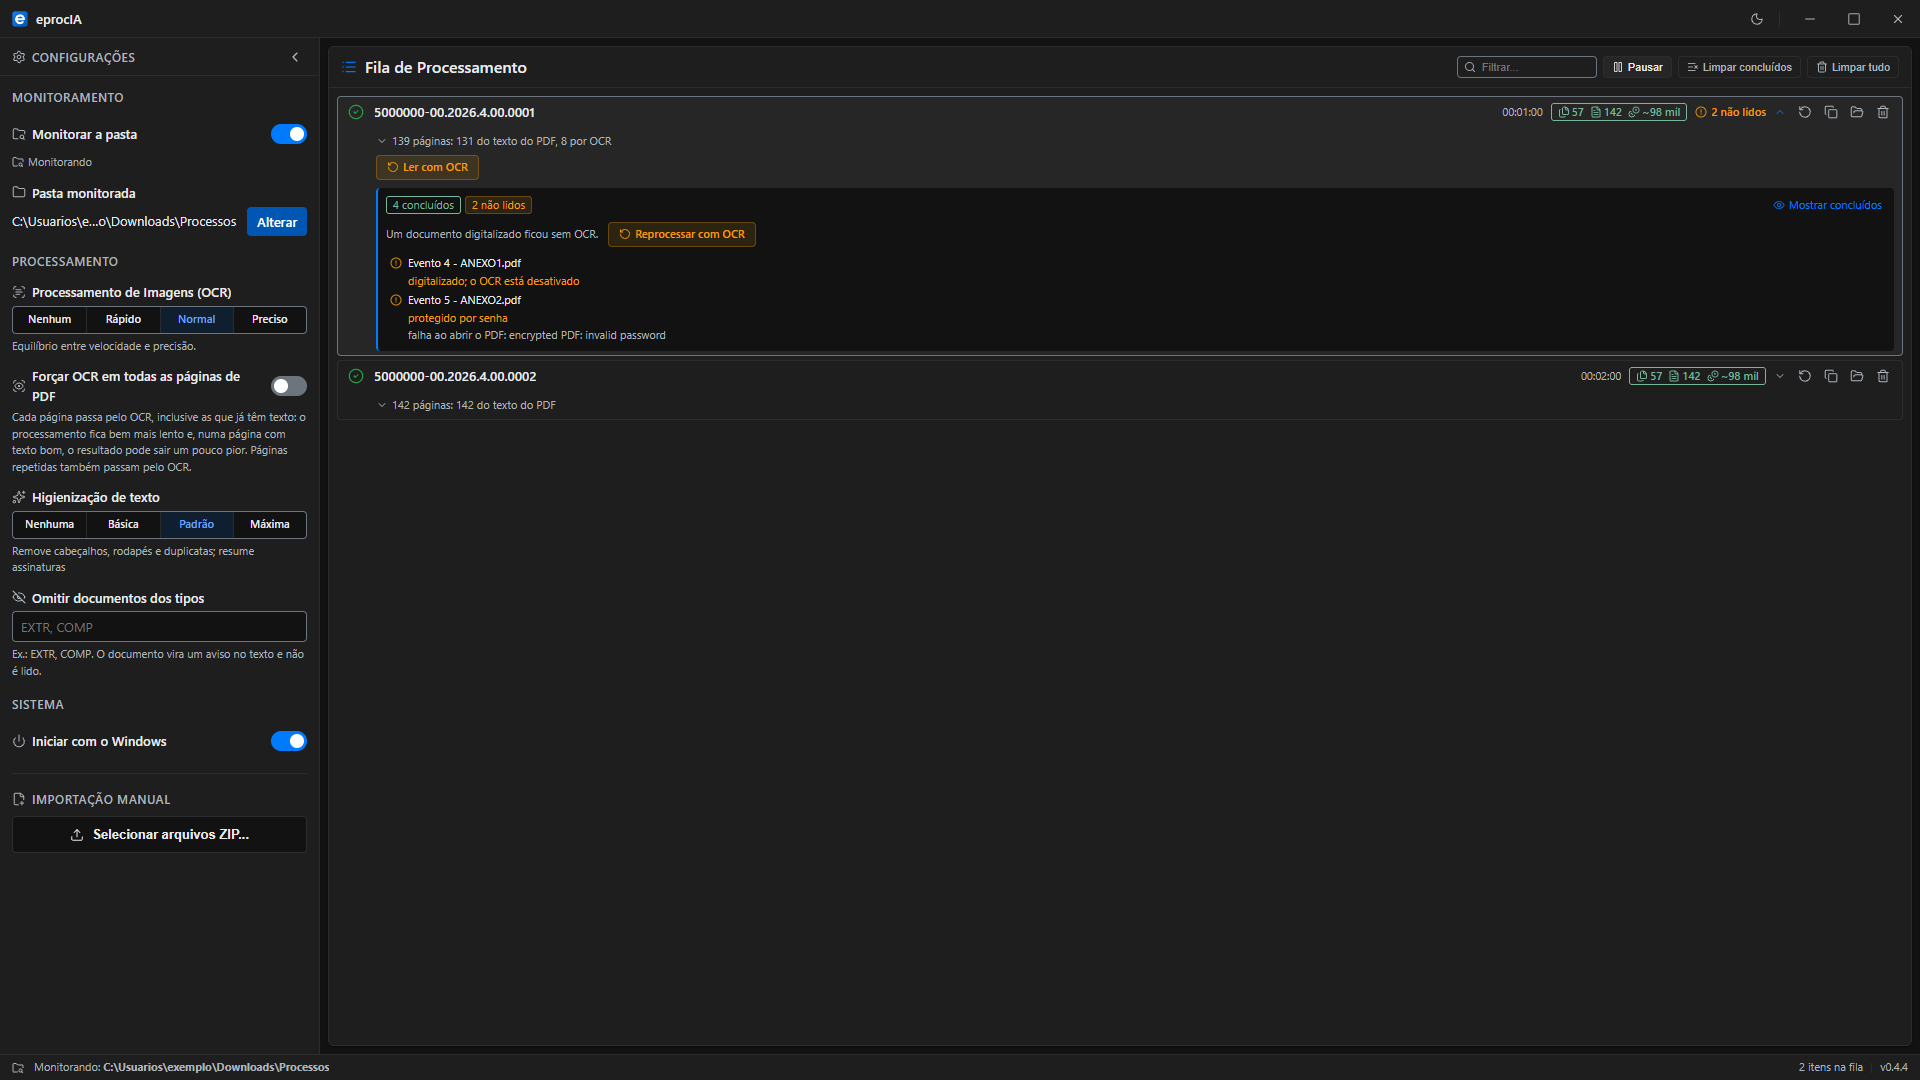 eprocIA
CONFIGURAÇÕES
MONITORAMENTO
Monitorar a pasta
Monitorando
Pasta monitorada
C:\Usuarios\e...o\Downloads\Processos
Alterar
PROCESSAMENTO
Processamento de Imagens (OCR)
Nenhum Rápido Normal Preciso
Equilíbrio entre velocidade e precisão.
Forçar OCR em todas as páginas de
PDF
Cada página passa pelo OCR, inclusive as que já têm texto: o
processamento fica bem mais lento e, numa página com
texto bom, o resultado pode sair um pouco pior. Páginas
repetidas também passam pelo OCR.
Higienização de texto
Nenhuma Básica Padrão Máxima
Remove cabeçalhos, rodapés e duplicatas; resume
assinaturas
Omitir documentos dos tipos
EXTR, COMP
Ex.: EXTR, COMP. O documento vira um aviso no texto e não
é lido.
SISTEMA
Iniciar com o Windows
IMPORTAÇÃO MANUAL
Selecionar arquivos ZIP...
Fila de Processamento
Filtrar... Pausar Limpar concluídos Limpar tudo
5000000-00.2026.4.00.0001
00:01:00 57 142 ~98 mil 2 não lidos
139 páginas: 131 do texto do PDF, 8 por OCR
Ler com OCR
4 concluídos 2 não lidos Mostrar concluídos
Um documento digitalizado ficou sem OCR. Reprocessar com OCR
Evento 4 - ANEXO1.pdf
digitalizado; o OCR está desativado
Evento 5 - ANEXO2.pdf
protegido por senha
falha ao abrir o PDF: encrypted PDF: invalid password
5000000-00.2026.4.00.0002
00:02:00 57 142 ~98 mil
142 páginas: 142 do texto do PDF
Monitorando: C:\Usuarios\exemplo\Downloads\Processos
2 itens na fila v0.4.4